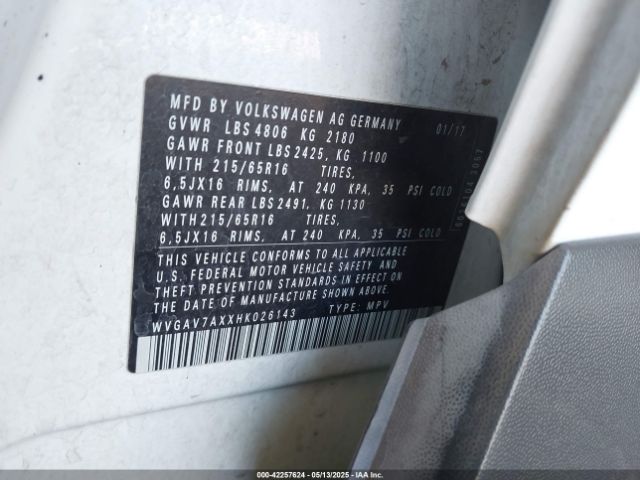 MFD BY VOLKSWAGEN AG GERMANY 01/17
GVWR LBS 4806 KG 2180
GAWR FRONT LBS 2425, KG 1100
WITH 215/65R16 TIRES,
6,5JX16 RIMS, AT 240 KPA, 35 PSI COLD
GAWR REAR LBS 2491, KG 1130
WITH 215/65R16 TIRES,
6,5JX16 RIMS, AT 240 KPA, 35 PSI COLD
THIS VEHICLE CONFORMS TO ALL APPLICABLE
U.S. FEDERAL MOTOR VEHICLE SAFETY AND
THEFT PREVENTION STANDARDS IN EFFECT ON
THE DATE OF MANUFACTURE SHOWN ABOVE.
WVGAV7AXXHK026143 TYPE: MPV
000-42257624 - 05/13/2025 - IAA Inc.